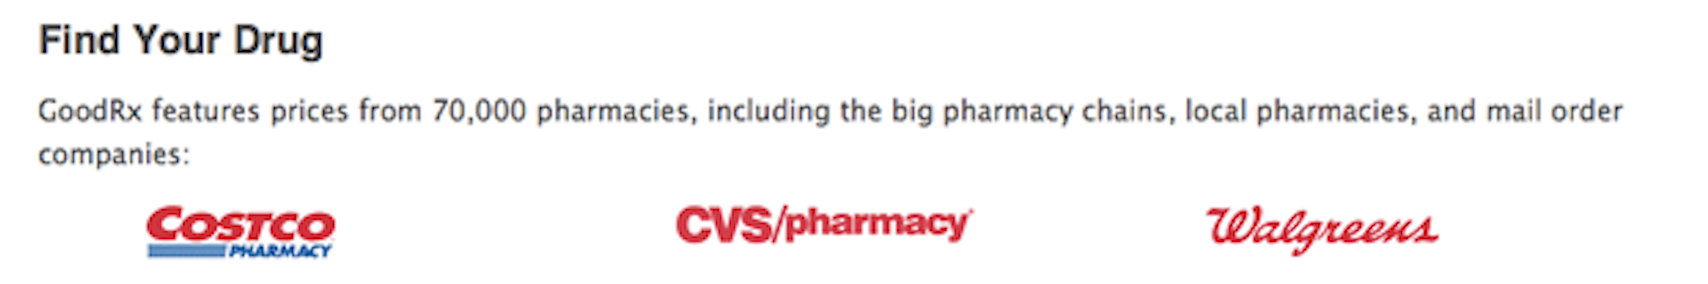 Find Your Drug
GoodRx features prices from 70,000 pharmacies, including the big pharmacy chains, local pharmacies, and mail order
companies:
COSTCO
PHARMACY
CVS/pharmacy
Walgreens